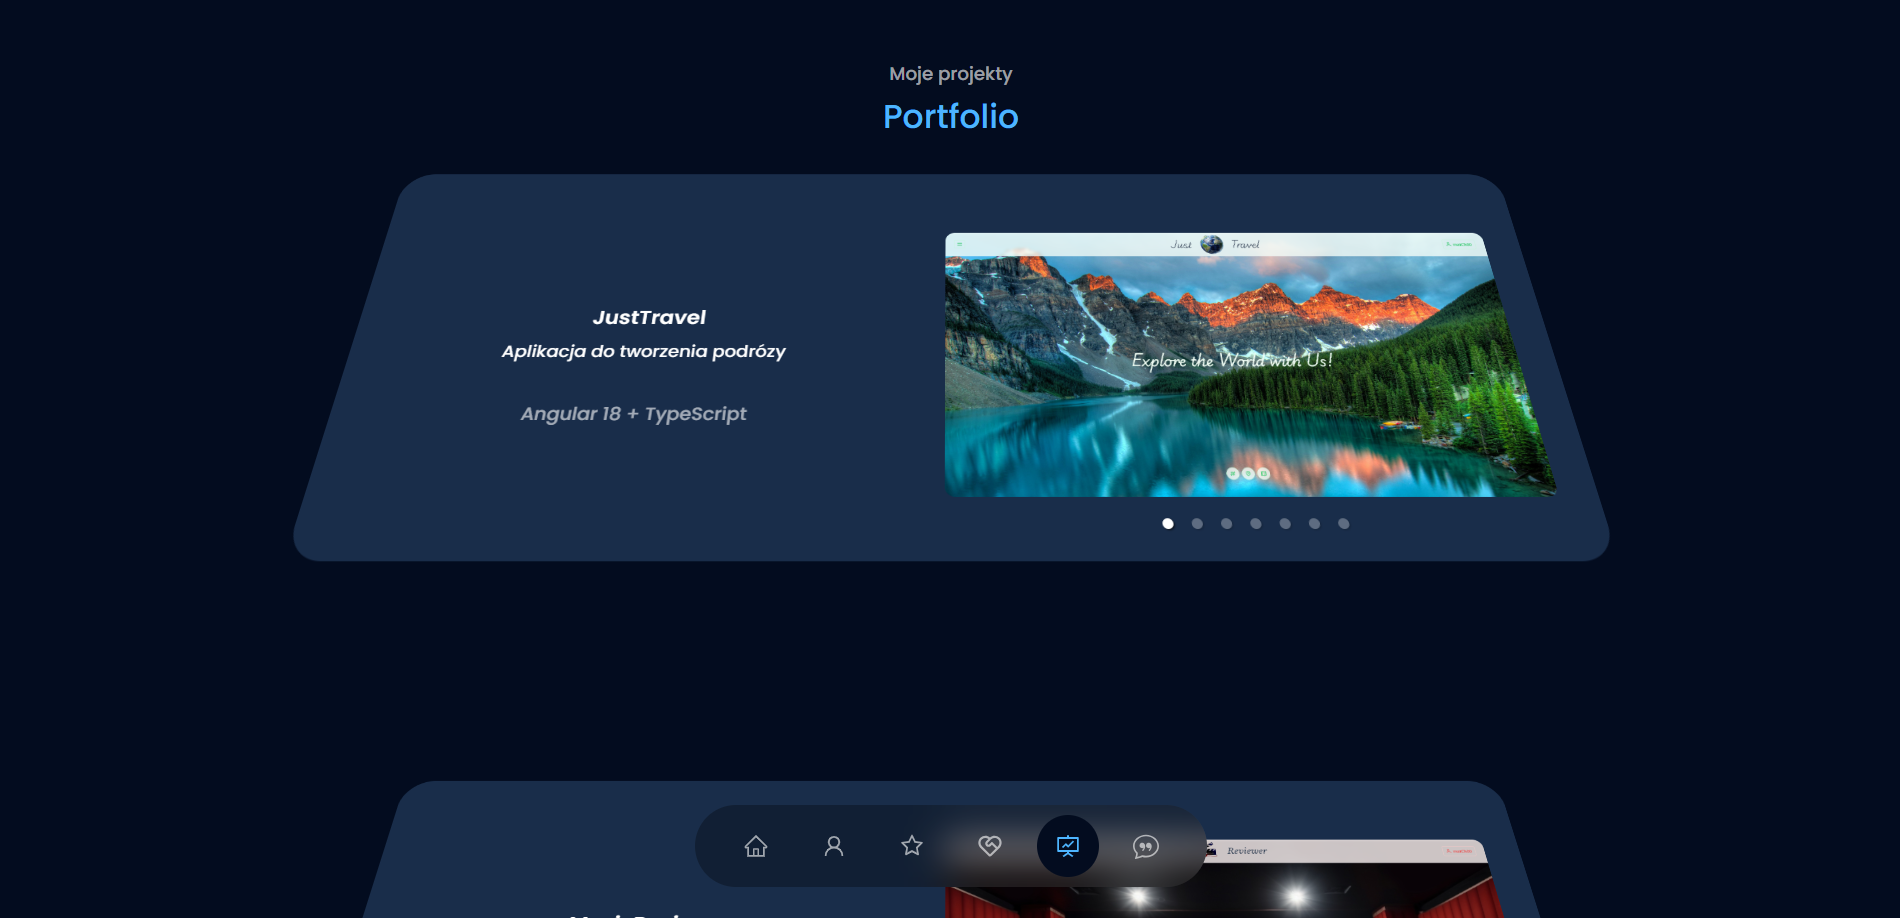 Moje projekty
Portfolio
Just Travel
JustTravel
Aplikacja do tworzenia podrózy
Explore the World with Us!
Angular 18 + TypeScript
Reviewer